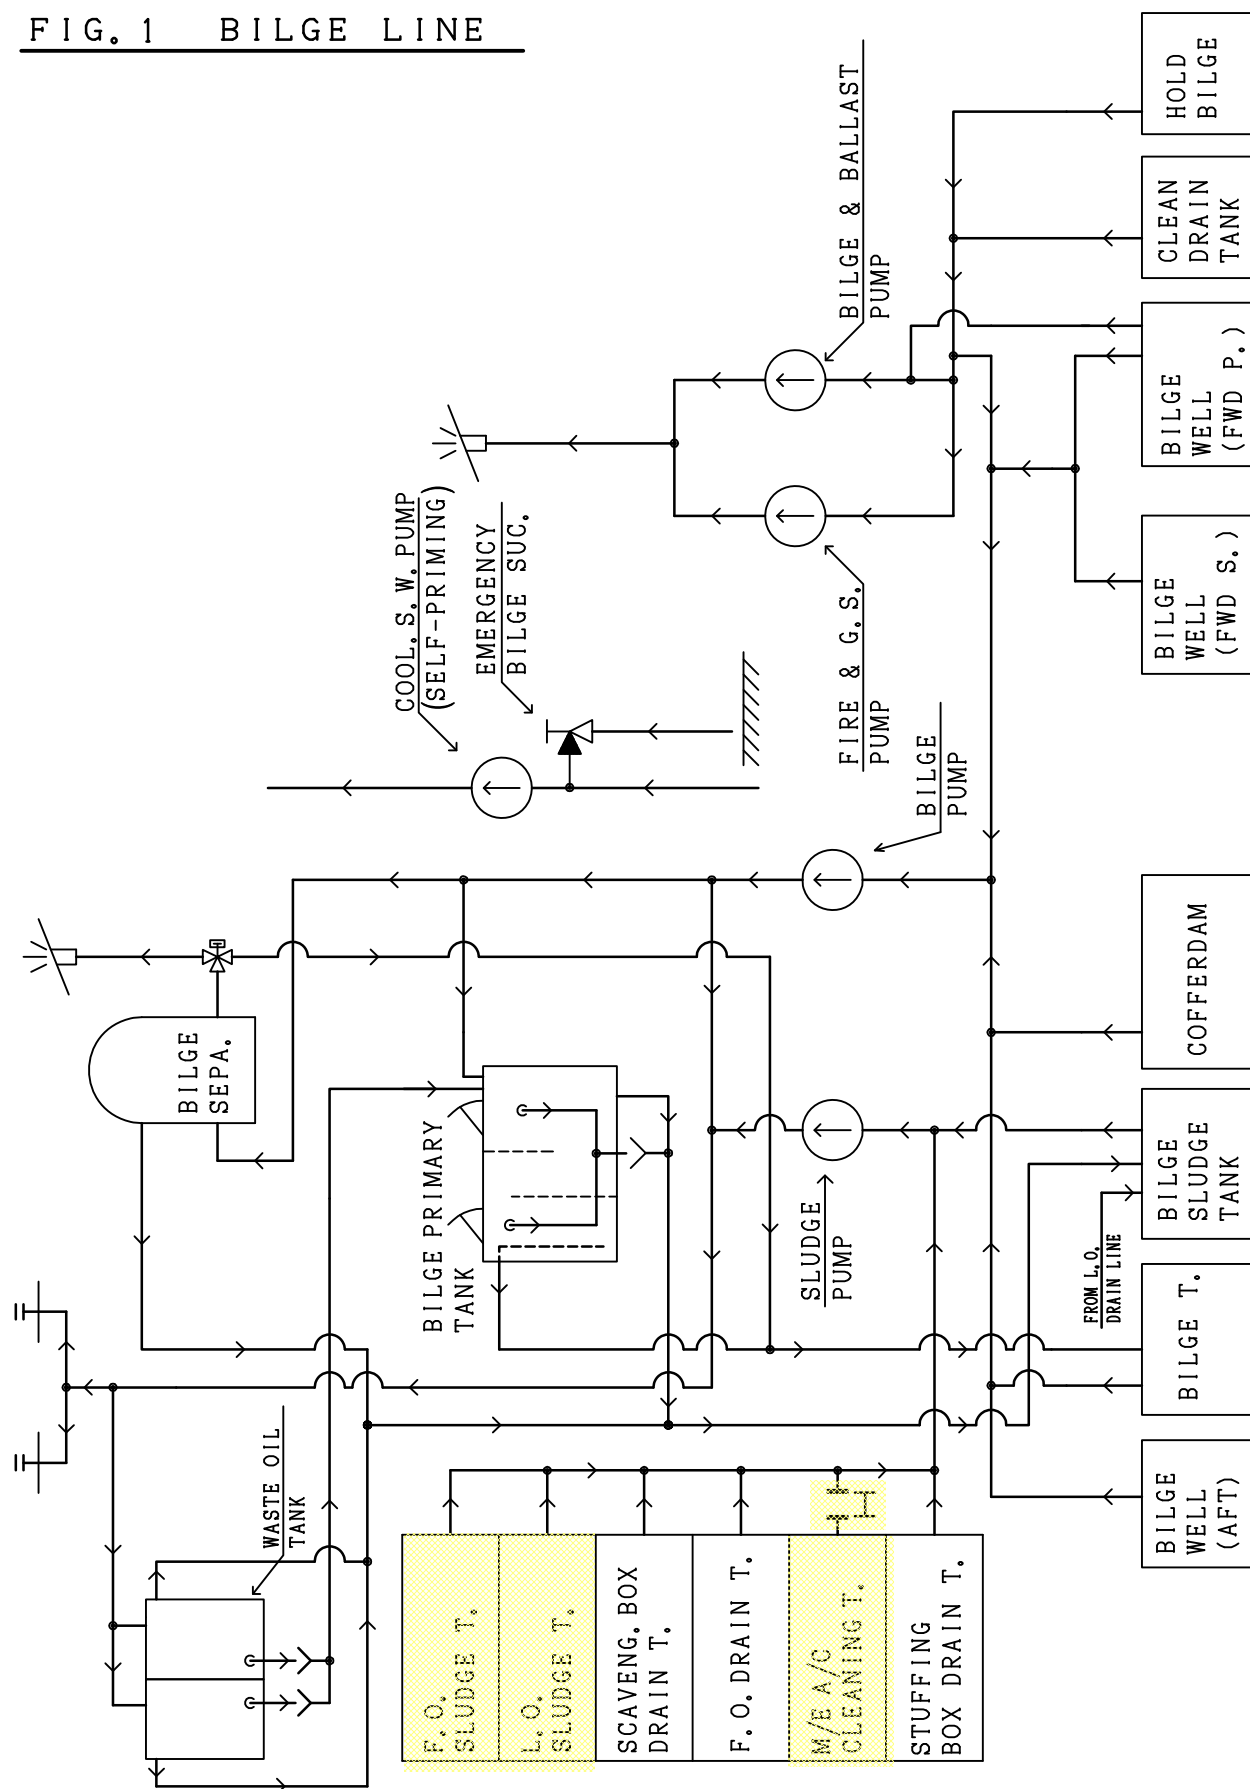 FIG. 1 BILGE LINE
HOLD
BILGE
CLEAN
DRAIN
TANK
BILGE
WELL
(FWD P.)
BILGE
WELL
(FWD S.)
COFFERDAM
BILGE
SLUDGE
TANK
BILGE T.
BILGE
WELL
(AFT)
BILGE & BALLAST
PUMP
FIRE & G.S.
PUMP
BILGE
PUMP
COOL.S.W.PUMP
(SELF-PRIMING)
EMERGENCY
BILGE SUC.
BILGE
SEPA.
BILGE PRIMARY
TANK
SLUDGE
PUMP
FROM L.O.
DRAIN LINE
WASTE OIL
TANK
F.O.
SLUDGE T.
L.O.
SLUDGE T.
SCAVENG.BOX
DRAIN T.
F.O.DRAIN T.
M/E A/C
CLEANING T.
STUFFING
BOX DRAIN T.